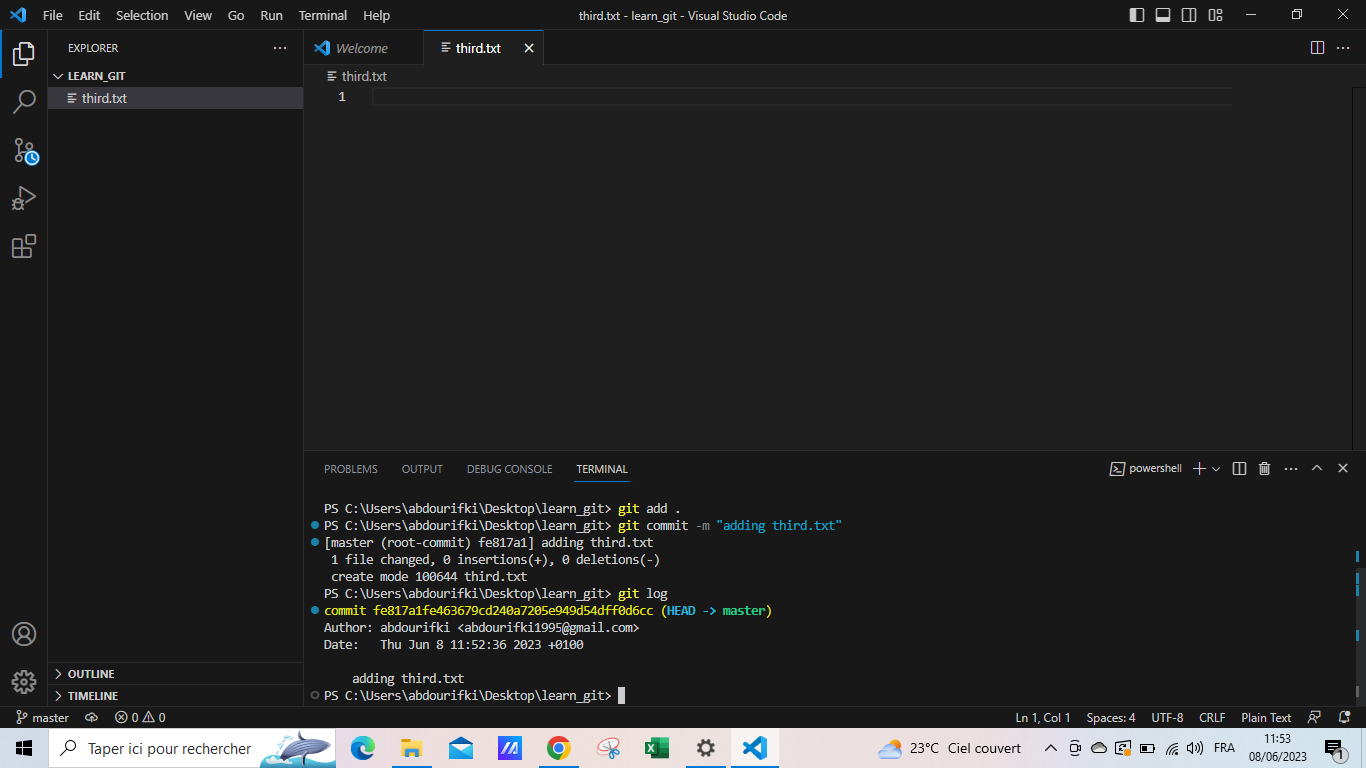 File Edit Selection View Go Run Terminal Help
third.txt - learn_git - Visual Studio Code
EXPLORER
LEARN_GIT
third.txt
OUTLINE
TIMELINE
Welcome
third.txt
third.txt
1
PROBLEMS OUTPUT DEBUG CONSOLE TERMINAL
powershell
PS C:\Users\abdourifki\Desktop\learn_git> git add .
PS C:\Users\abdourifki\Desktop\learn_git> git commit -m "adding third.txt"
[master (root-commit) fe817a1] adding third.txt
1 file changed, 0 insertions(+), 0 deletions(-)
create mode 100644 third.txt
PS C:\Users\abdourifki\Desktop\learn_git> git log
commit fe817a1fe463679cd240a7205e949d54dff0d6cc (HEAD -> master)
Author: abdourifki <abdourifki1995@gmail.com>
Date: Thu Jun 8 11:52:36 2023 +0100
adding third.txt
PS C:\Users\abdourifki\Desktop\learn_git>
master 0 0
Ln 1, Col 1 Spaces: 4 UTF-8 CRLF Plain Text
Taper ici pour rechercher
23°C Ciel couvert
FRA
11:53
08/06/2023
1